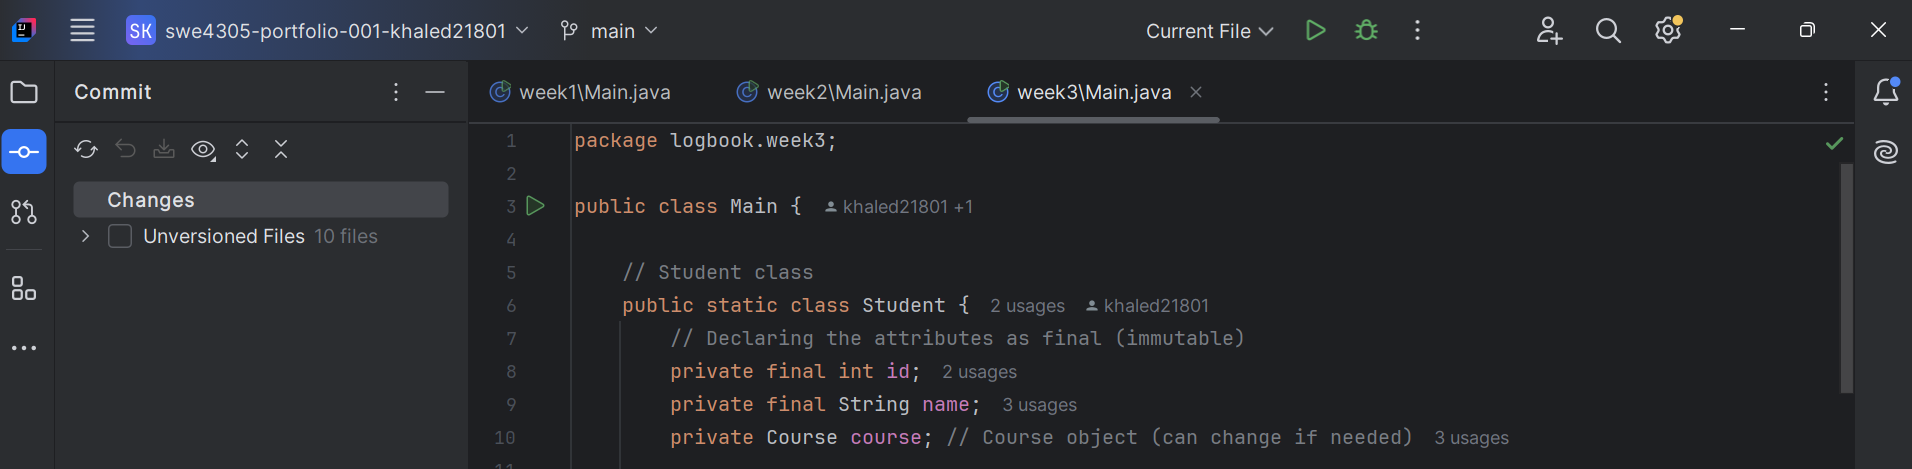 SK swe4305-portfolio-001-khaled21801 main Current File
Commit
week1\Main.java week2\Main.java week3\Main.java
Changes
Unversioned Files 10 files
1 package logbook.week3;
2
3 public class Main { khaled21801 +1
4
5 // Student class
6 public static class Student { 2 usages khaled21801
7 // Declaring the attributes as final (immutable)
8 private final int id; 2 usages
9 private final String name; 3 usages
10 private Course course; // Course object (can change if needed) 3 usages
11